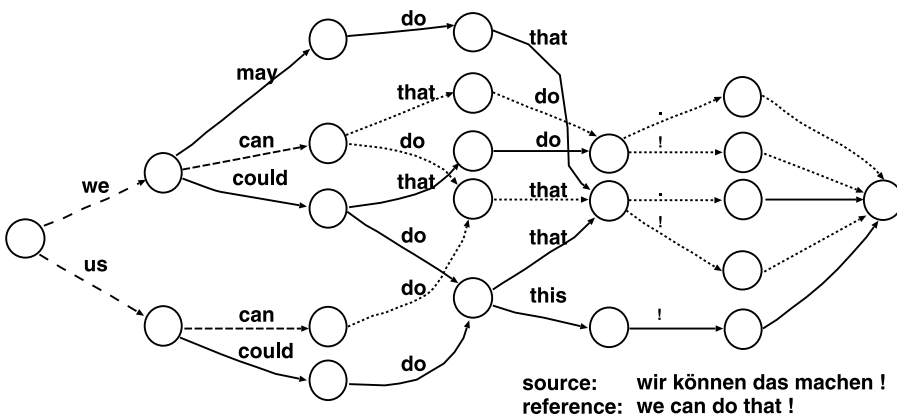 do
that
may
that
do
.
can
do
do
!
could
that
we
that
.
that
!
us
do
do
this
can
!
could
do
source: wir können das machen !
reference: we can do that !